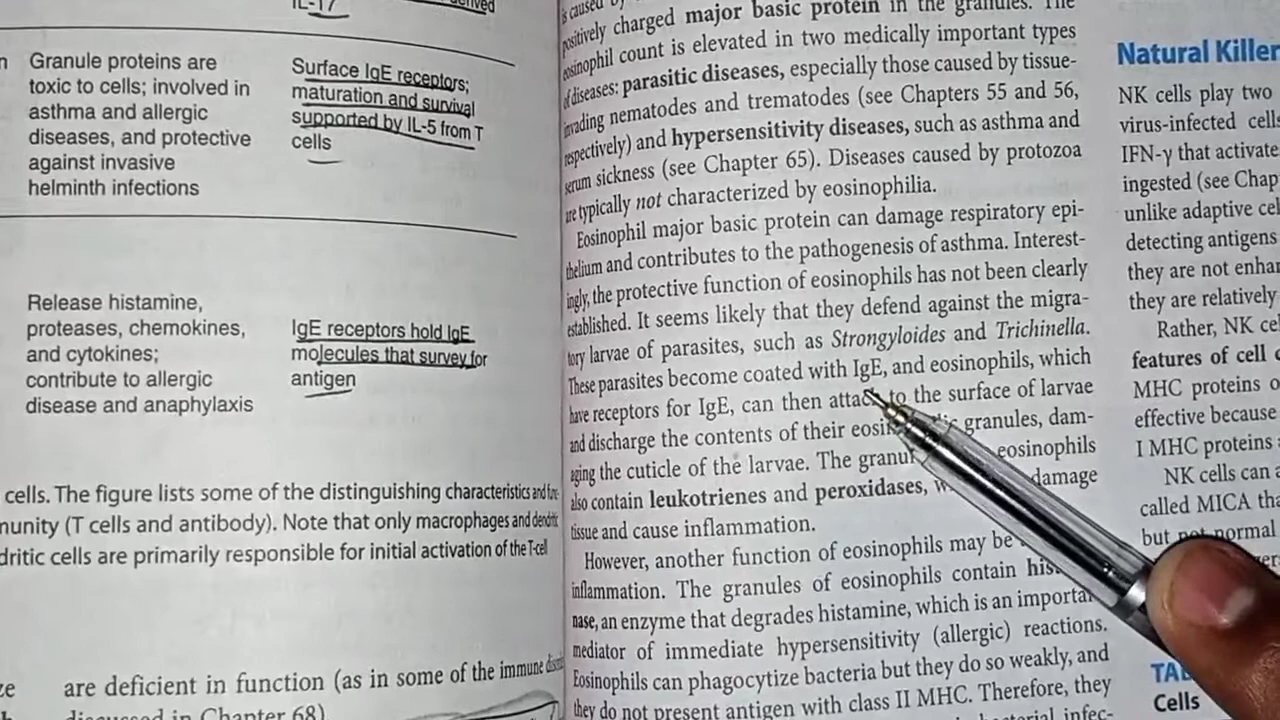 IL-17
Granule proteins are
toxic to cells; involved in
asthma and allergic
diseases, and protective
against invasive
helminth infections
Surface IgE receptors;
maturation and survival
supported by IL-5 from T
cells
Release histamine,
proteases, chemokines,
and cytokines;
contribute to allergic
disease and anaphylaxis
IgE receptors hold IgE
molecules that survey for
antigen
cells. The figure lists some of the distinguishing characteristics and
(T cells and antibody). Note that only macrophages and dendritic
cells are primarily responsible for initial activation of the T-cell
are deficient in function (as in some of the immune
discussed in Chapter 68)
is caused by
positively charged major basic protein in the granules. The
eosinophil count is elevated in two medically important types
of diseases: parasitic diseases, especially those caused by tissue-
invading nematodes and trematodes (see Chapters 55 and 56,
respectively) and hypersensitivity diseases, such as asthma and
serum sickness (see Chapter 65). Diseases caused by protozoa
are typically not characterized by eosinophilia.
Eosinophil major basic protein can damage respiratory epi-
thelium and contributes to the pathogenesis of asthma. Interest-
ingly, the protective function of eosinophils has not been clearly
established. It seems likely that they defend against the migra-
tory larvae of parasites, such as Strongyloides and Trichinella.
These parasites become coated with IgE, and eosinophils, which
have receptors for IgE, can then attach to the surface of larvae
and discharge the contents of their granules, dam-
aging the cuticle of the larvae. The eosinophils
also contain leukotrienes and peroxidases, damage
tissue and cause inflammation.
However, another function of eosinophils may be
inflammation. The granules of eosinophils contain
nase, an enzyme that degrades histamine, which is an important
mediator of immediate hypersensitivity (allergic) reactions.
Eosinophils can phagocytize bacteria but they do so weakly, and
they do not present antigen with class II MHC. Therefore, they
bacterial infec-
Natural Killer
NK cells play two
virus-infected cells
IFN-γ that activate
ingested (see Chap
unlike adaptive cel
detecting antigens
they are not enhan
they are relatively
Rather, NK cel
features of cell
MHC proteins o
effective because
I MHC proteins
NK cells can a
called MICA tha
but not normal
TAB
Cells